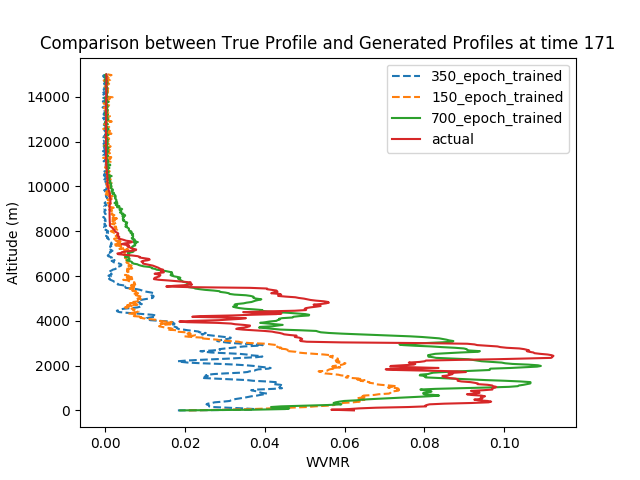 Comparison between True Profile and Generated Profiles at time 171
350_epoch_trained
150_epoch_trained
700_epoch_trained
actual
Altitude (m)
14000
12000
10000
8000
6000
4000
2000
0
0.00 0.02 0.04 0.06 0.08 0.10
WVMR